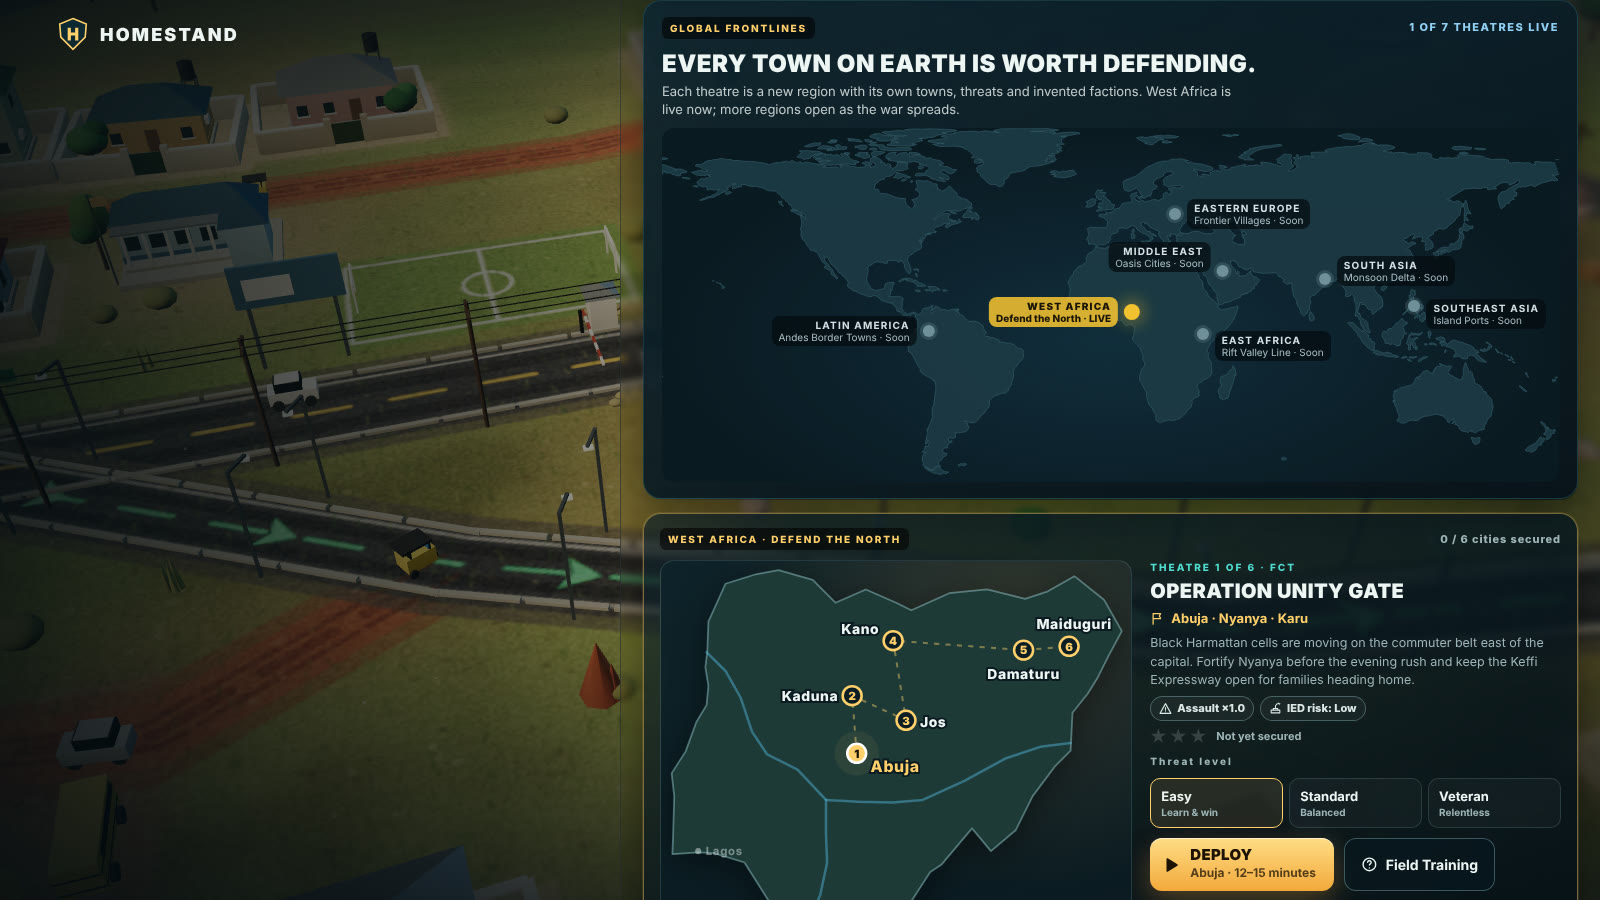 H HOMESTAND
GLOBAL FRONTLINES
1 OF 7 THEATRES LIVE
EVERY TOWN ON EARTH IS WORTH DEFENDING.
Each theatre is a new region with its own towns, threats and invented factions. West Africa is
live now; more regions open as the war spreads.
EASTERN EUROPE
Frontier Villages · Soon
MIDDLE EAST
Oasis Cities · Soon
SOUTH ASIA
Monsoon Delta · Soon
WEST AFRICA
Defend the North · LIVE
SOUTHEAST ASIA
Island Ports · Soon
LATIN AMERICA
Andes Border Towns · Soon
EAST AFRICA
Rift Valley Line · Soon
WEST AFRICA · DEFEND THE NORTH
0 / 6 cities secured
Kano
4
Maiduguri
5
6
Damaturu
Kaduna
2
3
Jos
1
Abuja
Lagos
THEATRE 1 OF 6 · FCT
OPERATION UNITY GATE
Abuja · Nyanya · Karu
Black Harmattan cells are moving on the commuter belt east of the
capital. Fortify Nyanya before the evening rush and keep the Keffi
Expressway open for families heading home.
Assault ×1.0
IED risk: Low
Not yet secured
Threat level
Easy
Learn & win
Standard
Balanced
Veteran
Relentless
DEPLOY
Abuja · 12–15 minutes
Field Training